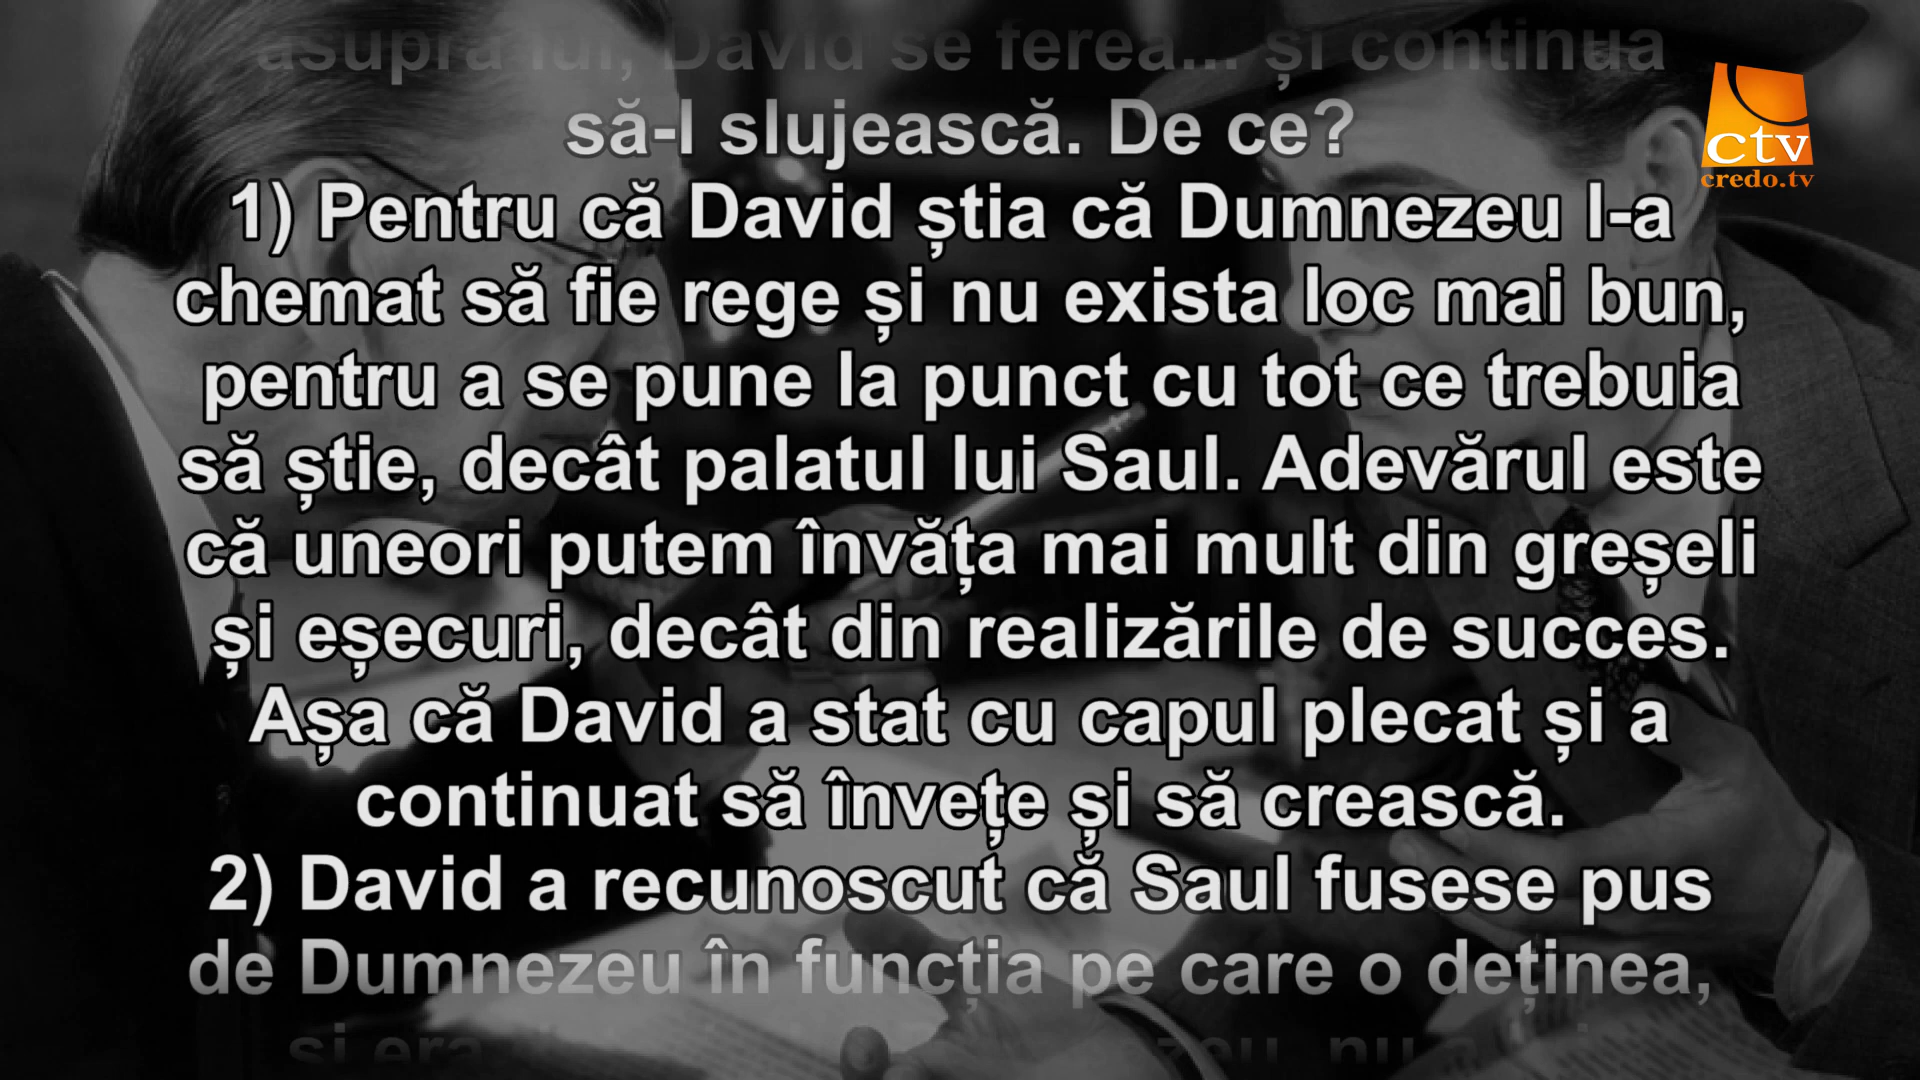 asupra lui, David se ferea... și continua
să-l slujească. De ce?
1) Pentru că David știa că Dumnezeu l-a
chemat să fie rege și nu exista loc mai bun,
pentru a se pune la punct cu tot ce trebuia
să știe, decât palatul lui Saul. Adevărul este
că uneori putem învăța mai mult din greșeli
și eșecuri, decât din realizările de succes.
Așa că David a stat cu capul plecat și a
continuat să învețe și să crească.
2) David a recunoscut că Saul fusese pus
de Dumnezeu în funcția pe care o deținea,
și era
ctv
credo.tv